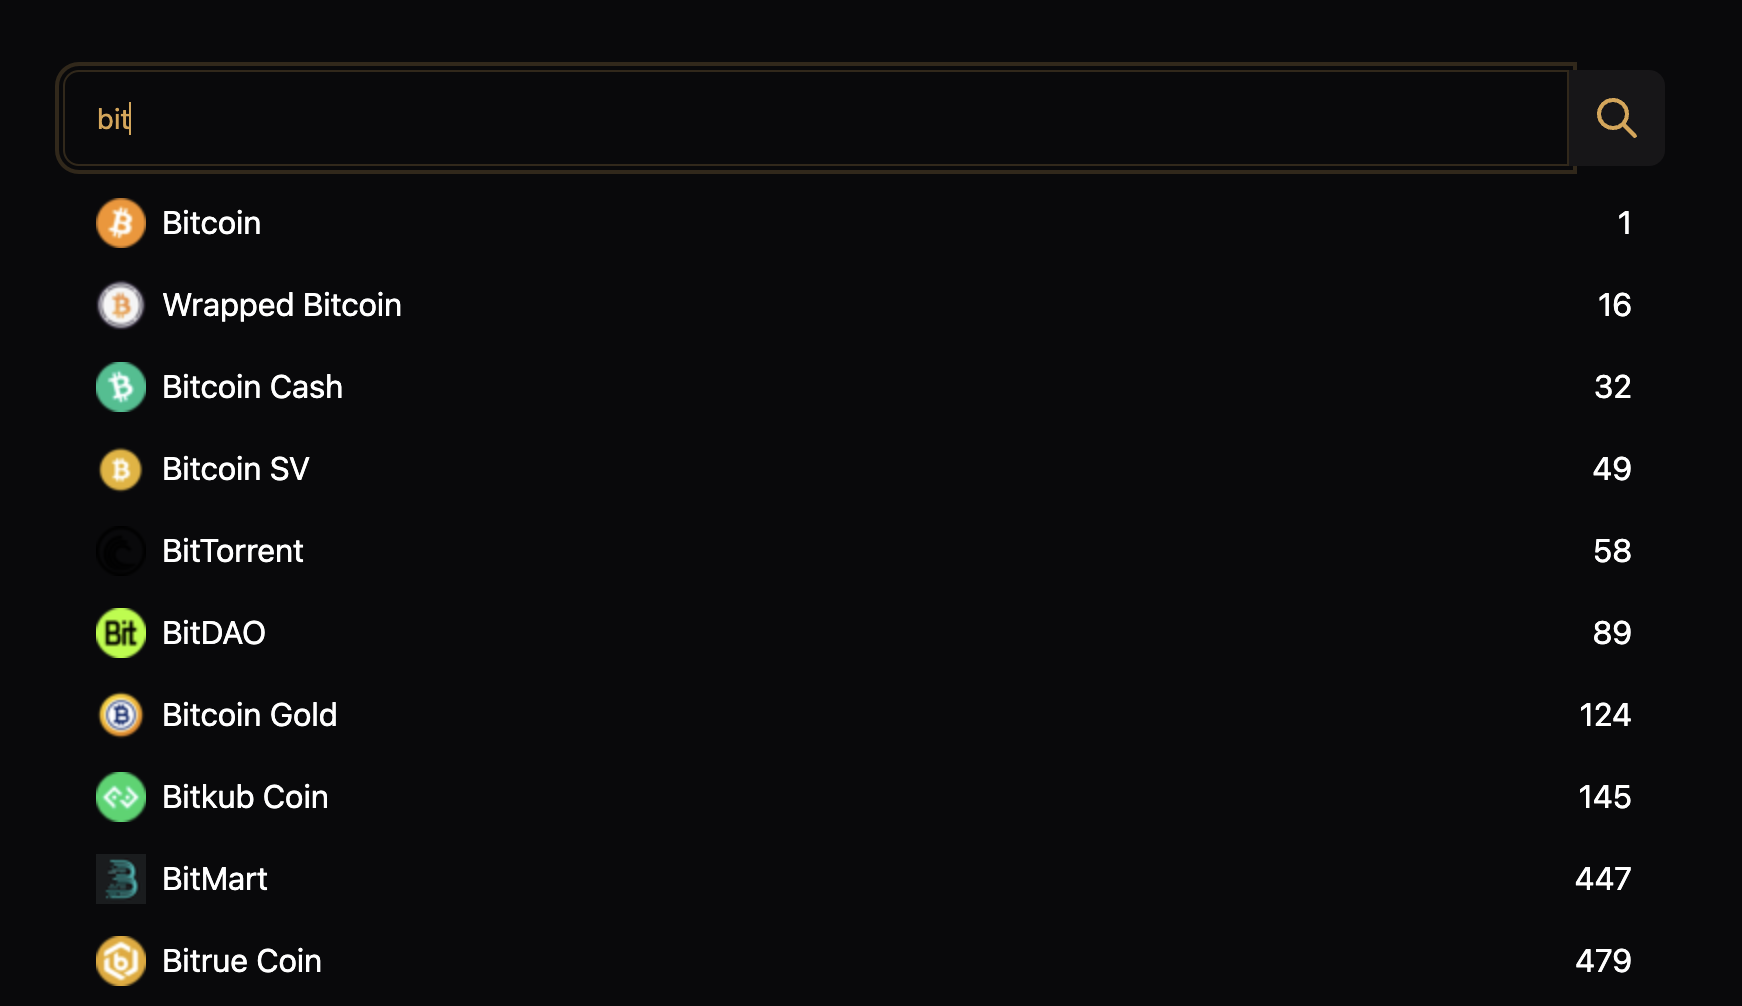 bit
Bitcoin 1
Wrapped Bitcoin 16
Bitcoin Cash 32
Bitcoin SV 49
BitTorrent 58
Bit BitDAO 89
Bitcoin Gold 124
Bitkub Coin 145
BitMart 447
Bitrue Coin 479